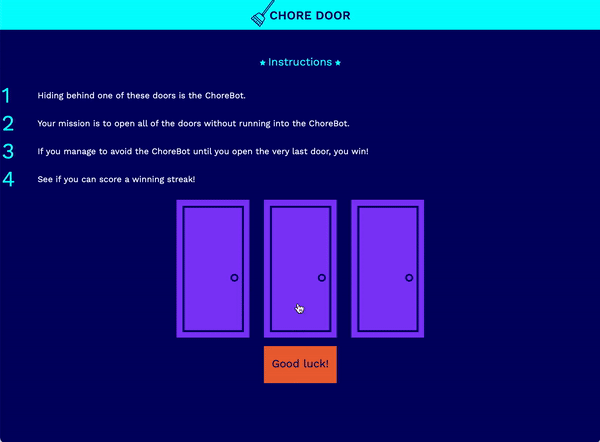 CHORE DOOR
Instructions
1 Hiding behind one of these doors is the ChoreBot.
2 Your mission is to open all of the doors without running into the ChoreBot.
3 If you manage to avoid the ChoreBot until you open the very last door, you win!
4 See if you can score a winning streak!
Good luck!